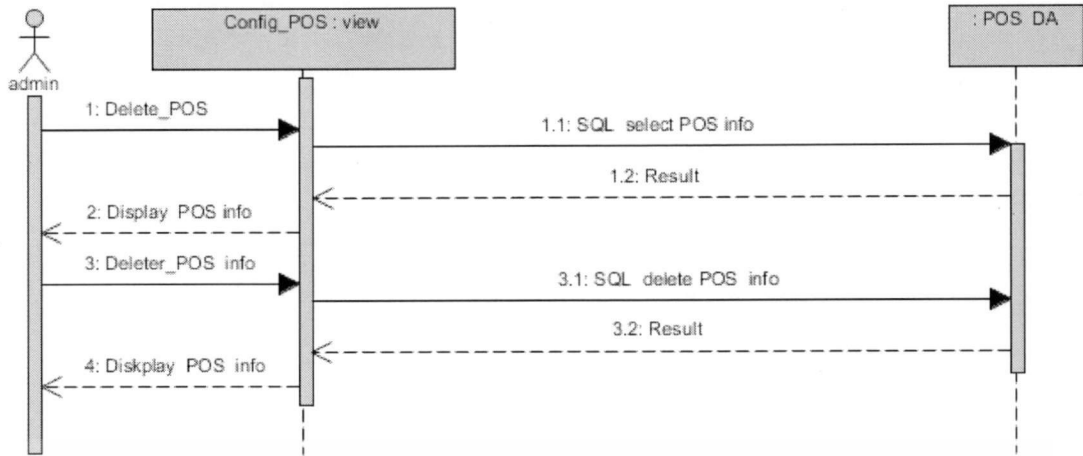 Config_POS : view
: POS DA
admin
1: Delete_POS
1.1: SQL select POS info
1.2: Result
2: Display POS info
3: Deleter_POS info
3.1: SQL delete POS info
3.2: Result
4: Diskplay POS info